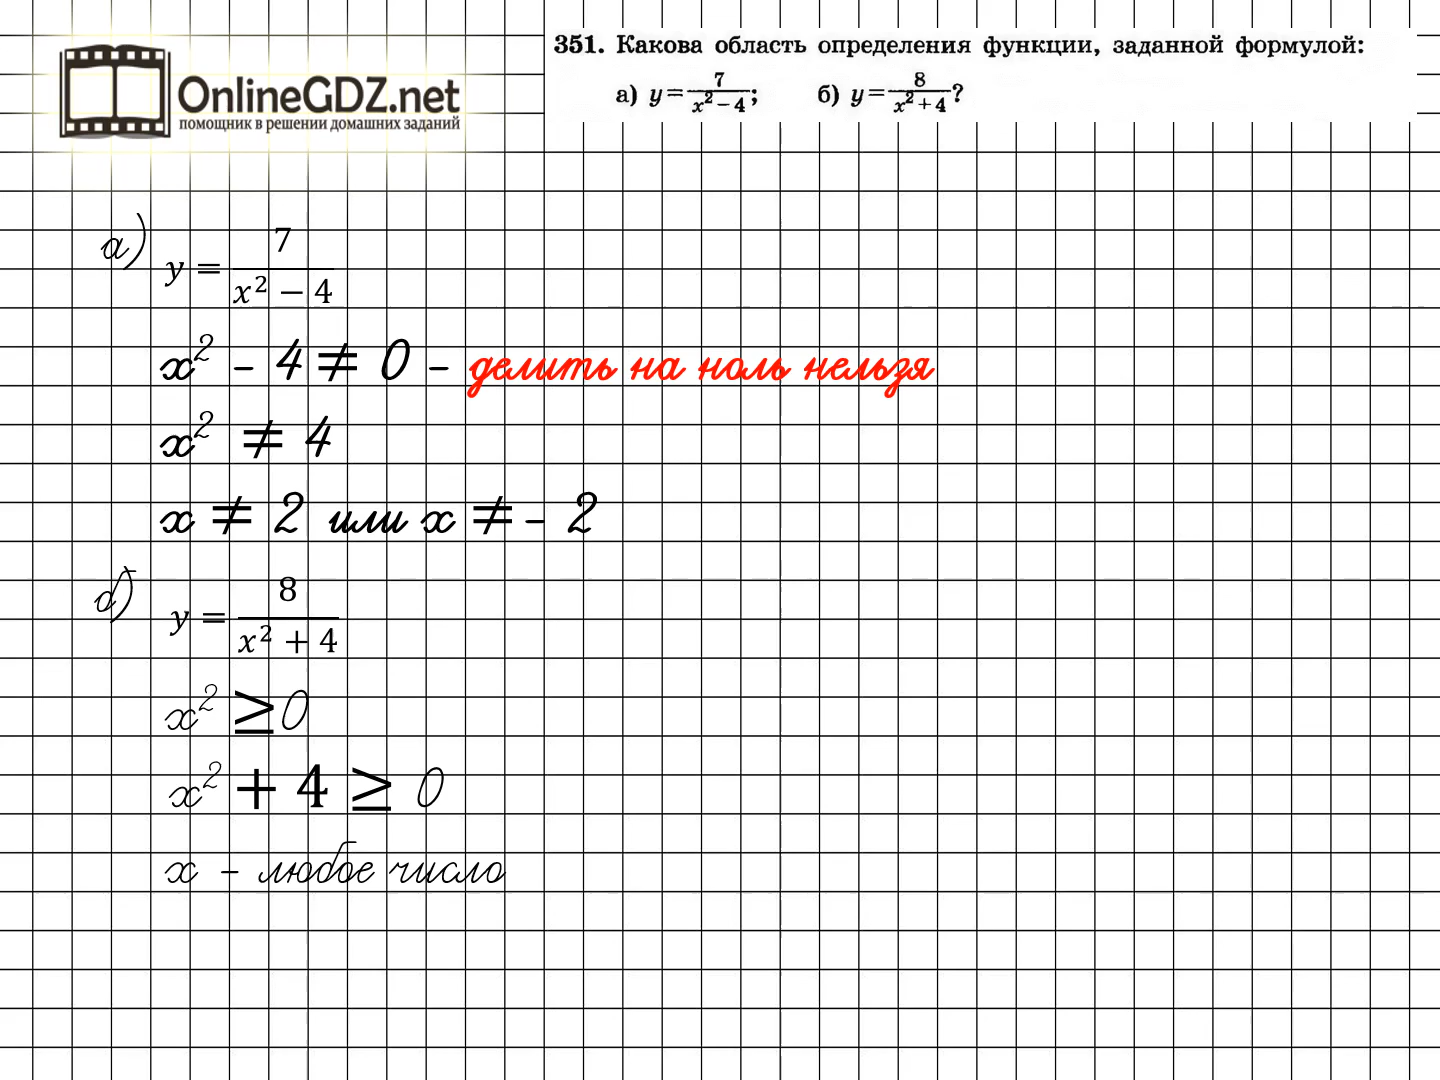 OnlineGDZ.net
помощник в решении домашних заданий
351. Какова область определения функции, заданной формулой:
а) y = 7/(x² − 4); б) y = 8/(x² + 4)?
а) y = 7/(x² − 4)
x² - 4 ≠ 0 - делить на ноль нельзя
x² ≠ 4
x ≠ 2 или x ≠ - 2
б) y = 8/(x² + 4)
x² ≥ 0
x² + 4 ≥ 0
x - любое число